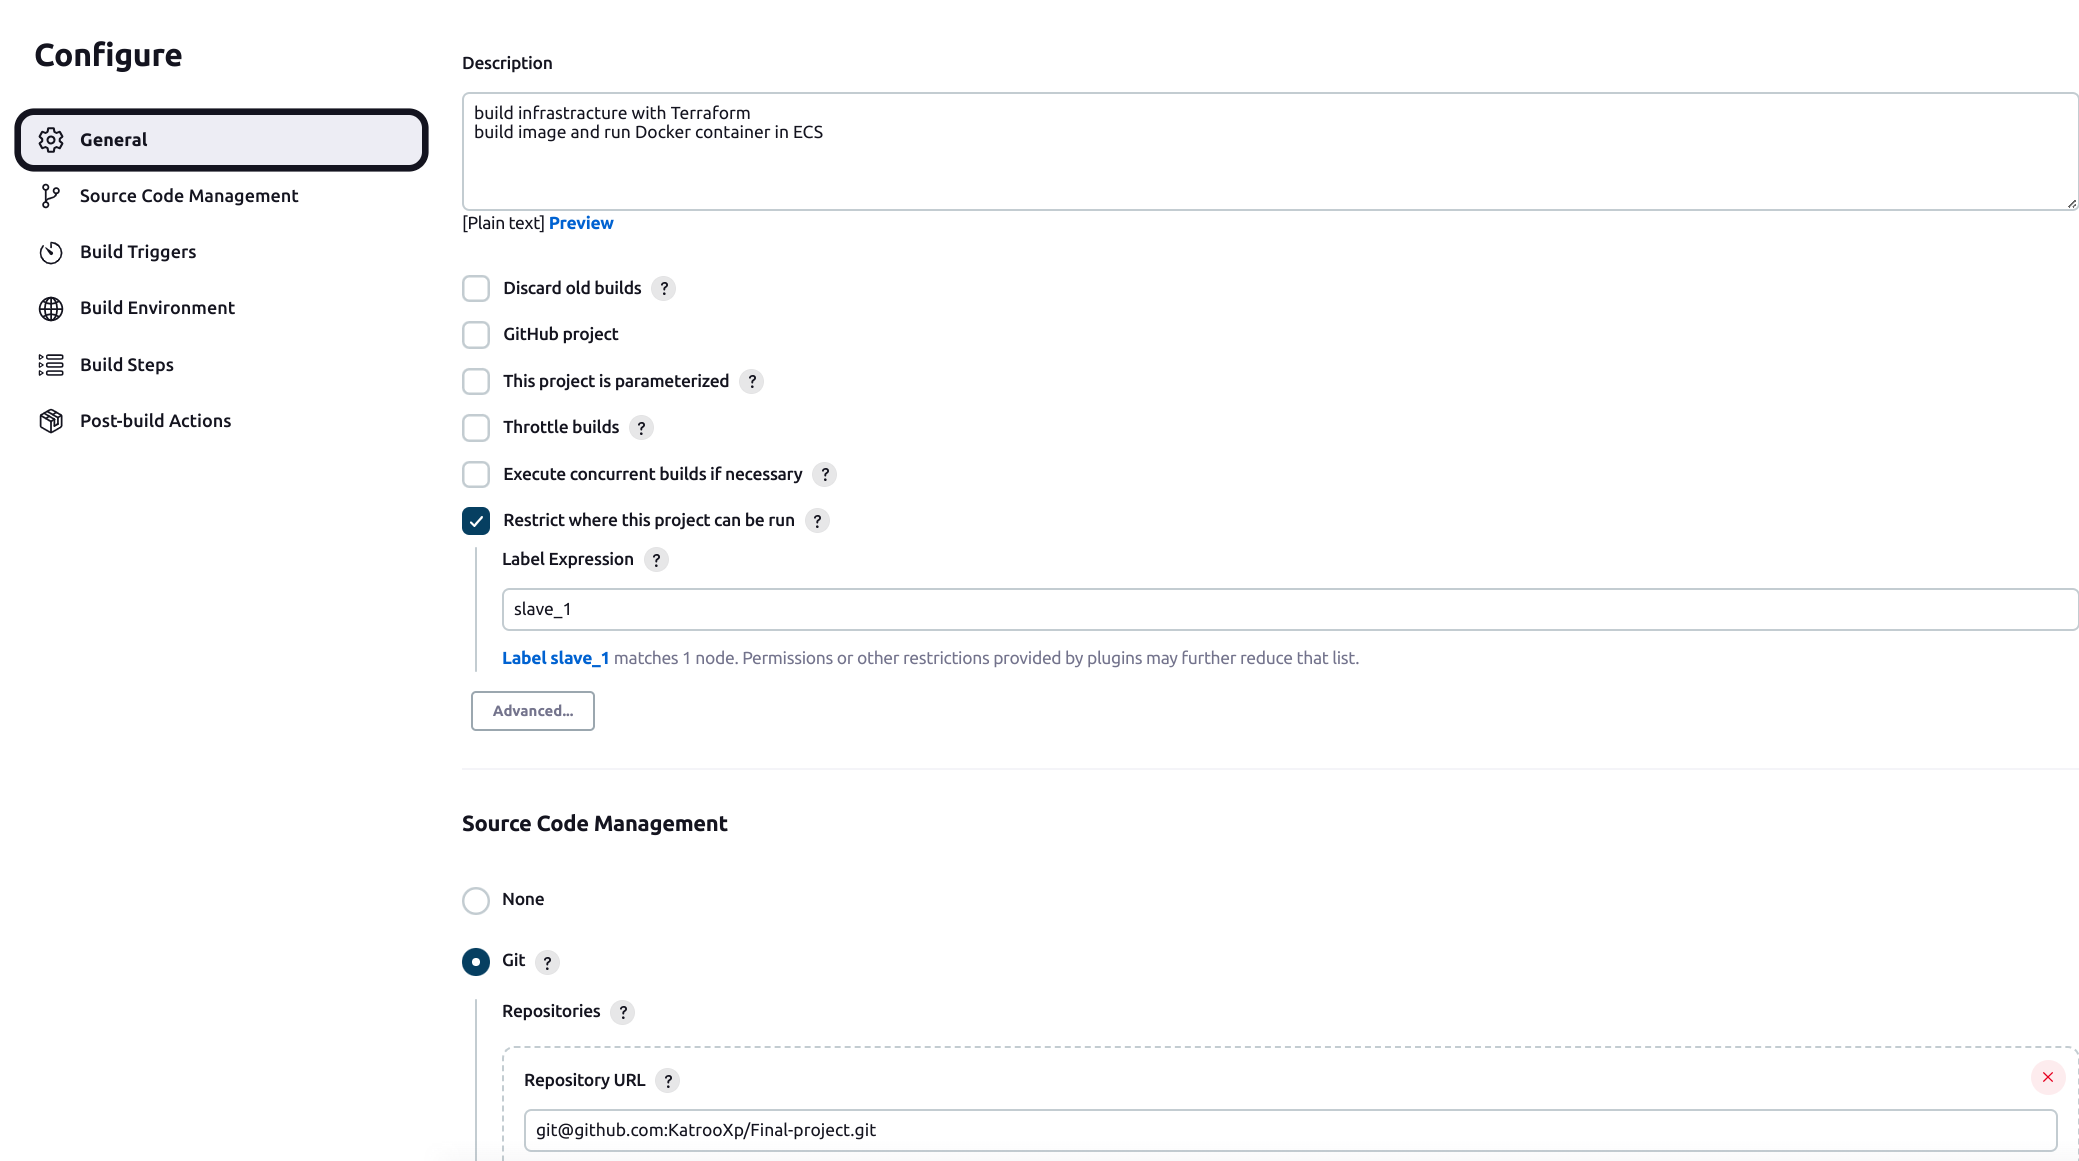 Configure
General
Source Code Management
Build Triggers
Build Environment
Build Steps
Post-build Actions
Description
build infrastracture with Terraform
build image and run Docker container in ECS
[Plain text] Preview
Discard old builds ?
GitHub project
This project is parameterized ?
Throttle builds ?
Execute concurrent builds if necessary ?
Restrict where this project can be run ?
Label Expression ?
slave_1
Label slave_1 matches 1 node. Permissions or other restrictions provided by plugins may further reduce that list.
Advanced...
Source Code Management
None
Git ?
Repositories ?
Repository URL ?
git@github.com:KatrooXp/Final-project.git